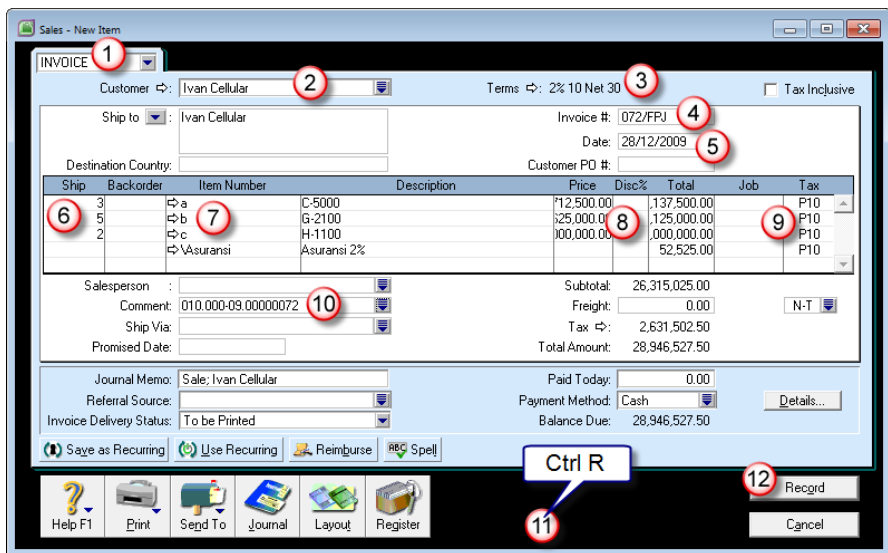 Sales - New Item
INVOICE 1
Customer : Ivan Cellular 2 Terms : 2% 10 Net 30 3 Tax Inclusive
Ship to : Ivan Cellular Invoice #: 072/FPJ 4
Date: 28/12/2009 5
Destination Country: Customer PO #:
Ship Backorder Item Number Description Price Disc% Total Job Tax
3 a C-5000 712,500.00 ,137,500.00 P10
6 5 7 b G-2100 525,000.00 8 ,125,000.00 9 P10
2 c H-1100 000,000.00 ,000,000.00 P10
\Asuransi Asuransi 2% 52,525.00 P10
Salesperson : Subtotal: 26,315,025.00
Comment: 010.000-09.00000072 10 Freight: 0.00 N-T
Ship Via: Tax : 2,631,502.50
Promised Date: Total Amount: 28,946,527.50
Journal Memo: Sale; Ivan Cellular Paid Today: 0.00
Referral Source: Payment Method: Cash Details...
Invoice Delivery Status: To be Printed Balance Due: 28,946,527.50
Save as Recurring Use Recurring Reimburse ABC Spell
Ctrl R
12 Record
Help F1 Print Send To Journal Layout Register 11 Cancel